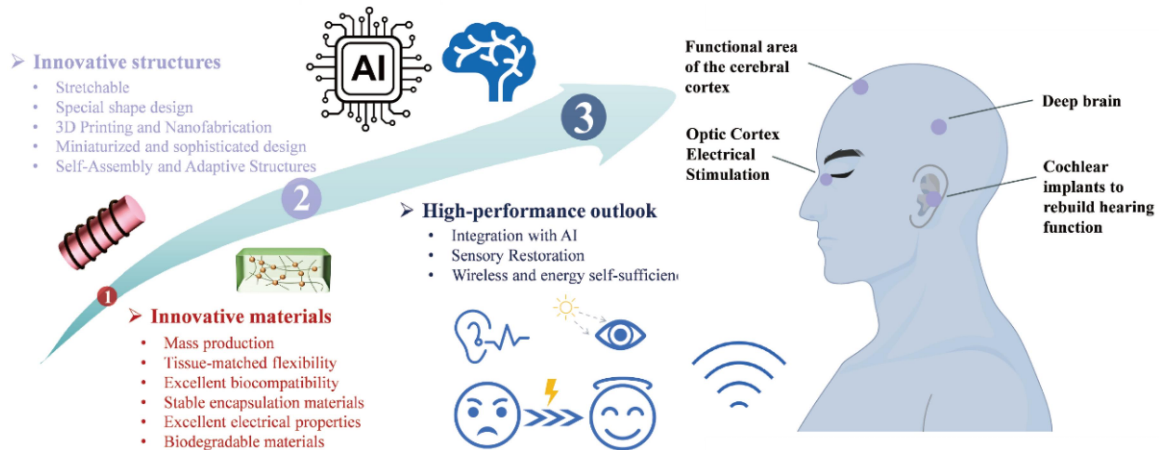 ➤ Innovative structures
• Stretchable
• Special shape design
• 3D Printing and Nanofabrication
• Miniaturized and sophisticated design
• Self-Assembly and Adaptive Structures
AI
3
2
1
➤ Innovative materials
• Mass production
• Tissue-matched flexibility
• Excellent biocompatibility
• Stable encapsulation materials
• Excellent electrical properties
• Biodegradable materials
➤ High-performance outlook
• Integration with AI
• Sensory Restoration
• Wireless and energy self-sufficien
Functional area
of the cerebral
cortex
Optic Cortex
Electrical
Stimulation
Deep brain
Cochlear
implants to
rebuild hearing
function